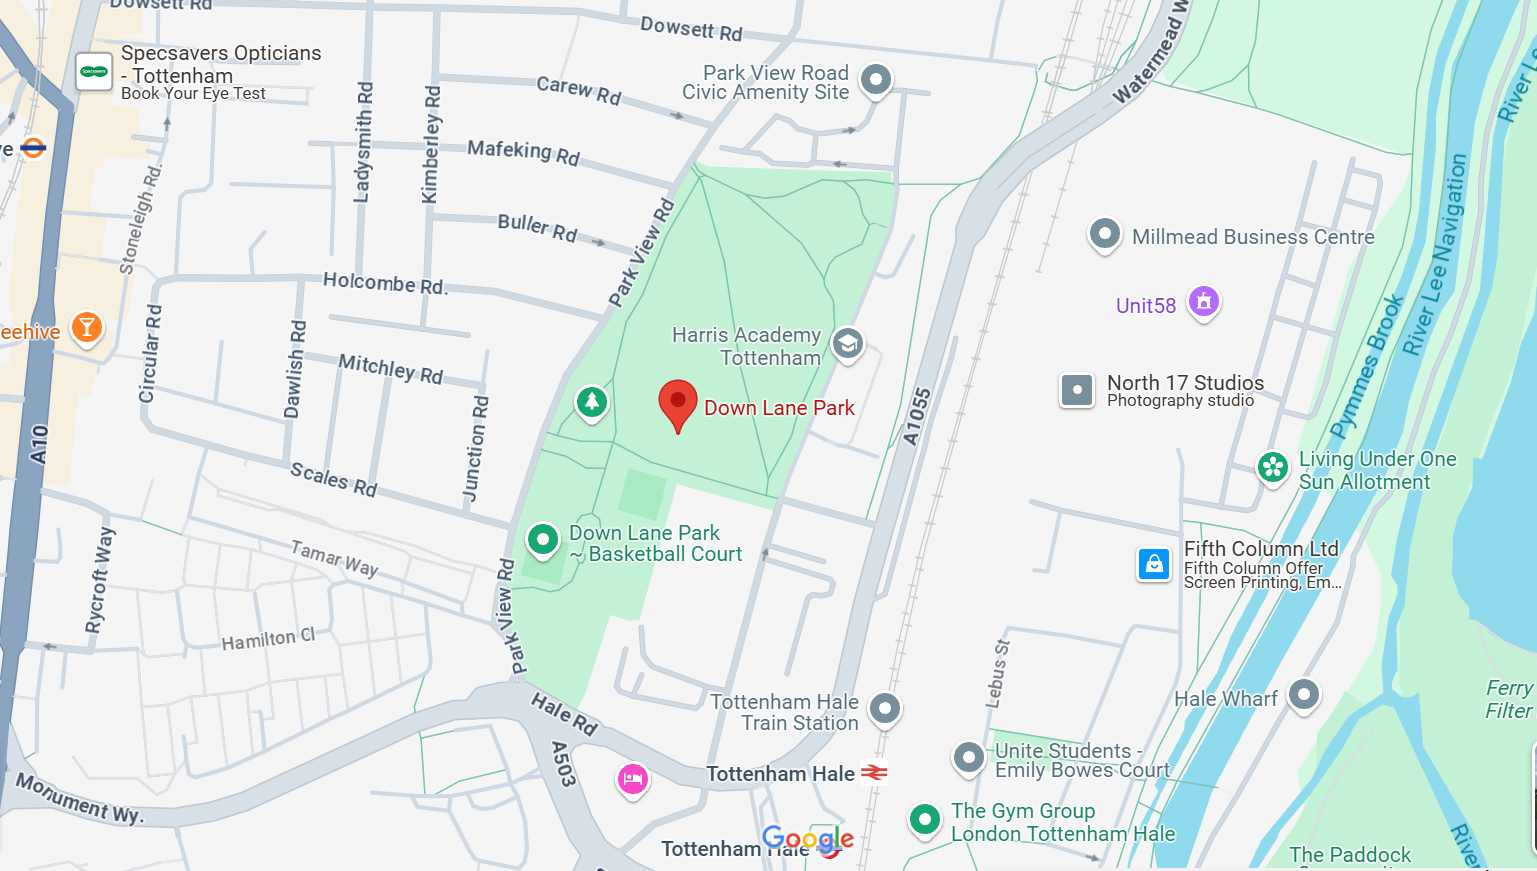 Dowsett Rd
Dowsett Rd
Specsavers Opticians
- Tottenham
Book Your Eye Test
Specsavers
Ladysmith Rd
Kimberley Rd
Carew Rd
Park View Road
Civic Amenity Site
Mafeking Rd
Buller Rd
Stoneleigh Rd.
Park View Rd
Holcombe Rd.
Circular Rd
Dawlish Rd
Mitchley Rd
Junction Rd
Scales Rd
A10
Rycroft Way
Tamar Way
Hamilton Cl
Park View Rd
Harris Academy
Tottenham
Down Lane Park
Down Lane Park
~ Basketball Court
A1055
Millmead Business Centre
Unit58
North 17 Studios
Photography studio
Pymmes Brook
River Lee Navigation
Living Under One
Sun Allotment
Fifth Column Ltd
Fifth Column Offer
Screen Printing, Em...
Lebus St
Hale Wharf
Ferry
Filter
Hale Rd
A503
Monument Wy.
Tottenham Hale
Train Station
Tottenham Hale
Unite Students -
Emily Bowes Court
The Gym Group
London Tottenham Hale
Google
Tottenham Hale
The Paddock
River